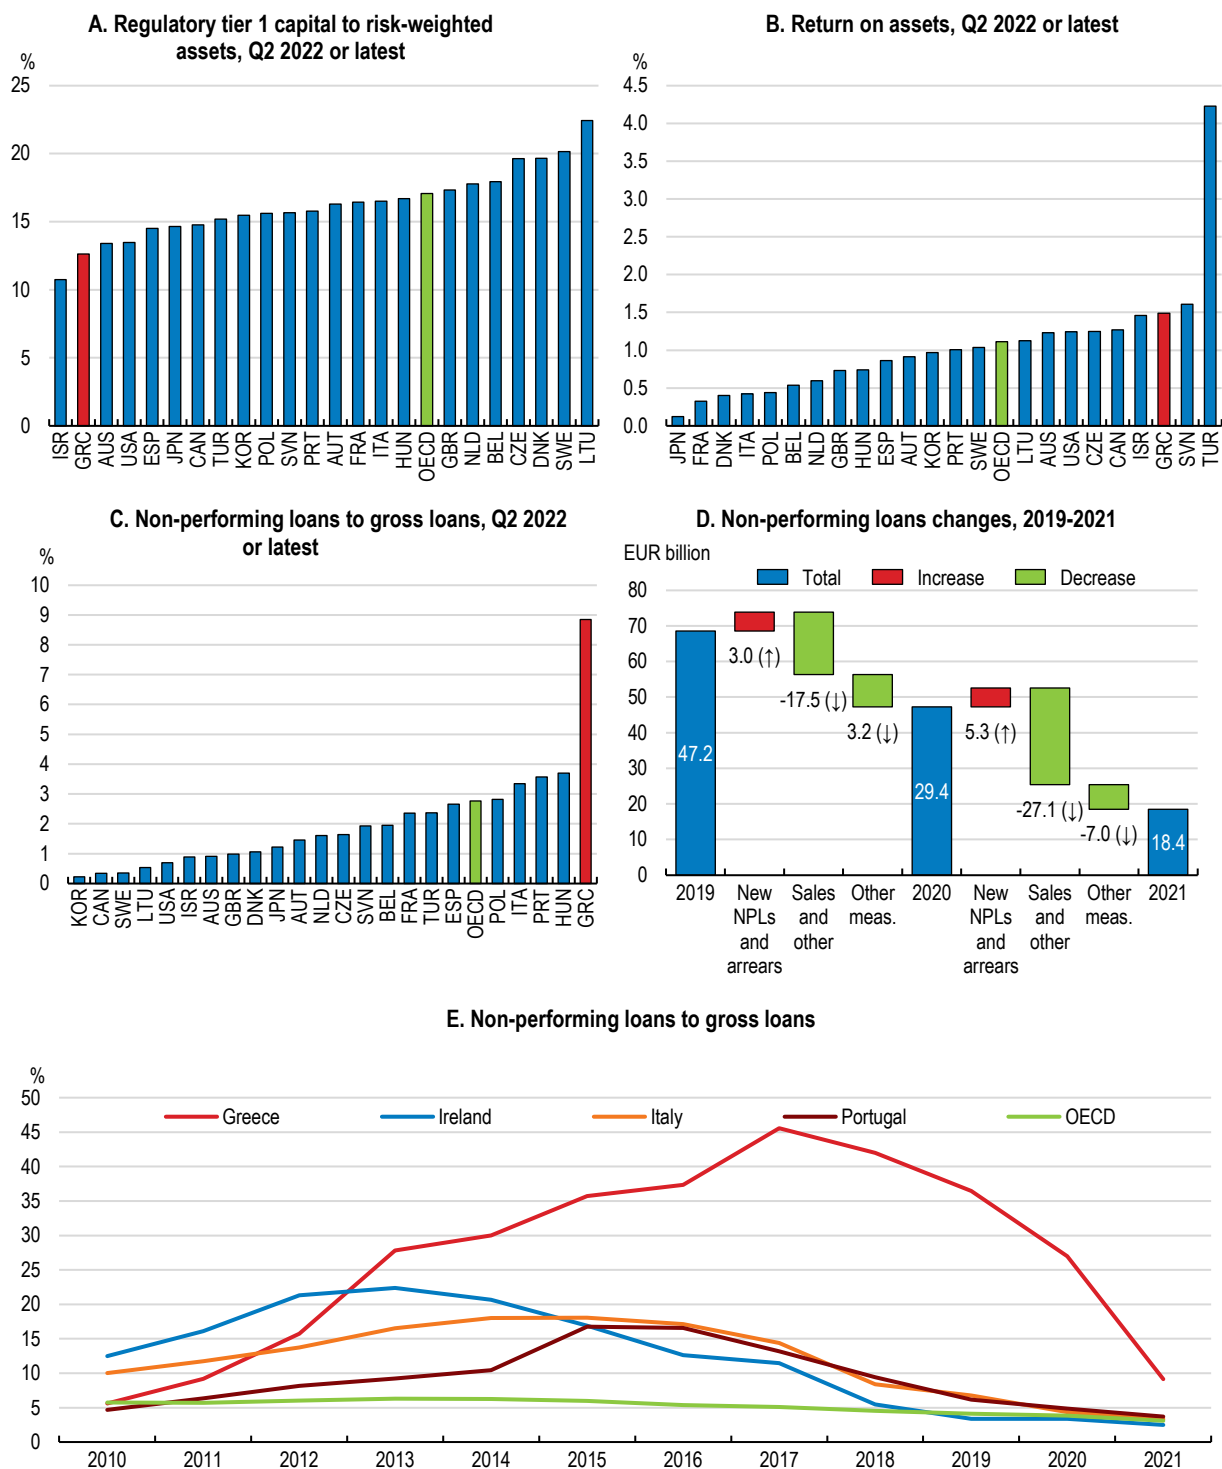 A. Regulatory tier 1 capital to risk-weighted
assets, Q2 2022 or latest
%
25
20
15
10
5
0
ISR GRC AUS USA ESP JPN CAN TUR KOR POL SVN PRT AUT FRA ITA HUN OECD GBR NLD BEL CZE DNK SWE LTU
B. Return on assets, Q2 2022 or latest
%
4.5
4.0
3.5
3.0
2.5
2.0
1.5
1.0
0.5
0.0
JPN FRA DNK ITA POL BEL NLD GBR HUN ESP AUT KOR PRT SWE OECD LTU AUS USA CZE CAN ISR GRC SVN TUR
C. Non-performing loans to gross loans, Q2 2022
or latest
%
10
9
8
7
6
5
4
3
2
1
0
KOR CAN SWE LTU USA ISR AUS GBR DNK JPN AUT NLD CZE SVN BEL FRA TUR ESP OECD POL ITA PRT HUN GRC
D. Non-performing loans changes, 2019-2021
EUR billion
Total Increase Decrease
80
70
60
50
40
30
20
10
0
47.2
3.0 (↑)
-17.5 (↓)
3.2 (↓)
29.4
5.3 (↑)
-27.1 (↓)
-7.0 (↓)
18.4
2019
New
NPLs
and
arrears
Sales
and
other
Other
meas.
2020
New
NPLs
and
arrears
Sales
and
other
Other
meas.
2021
E. Non-performing loans to gross loans
%
50
45
40
35
30
25
20
15
10
5
0
Greece Ireland Italy Portugal OECD
2010 2011 2012 2013 2014 2015 2016 2017 2018 2019 2020 2021